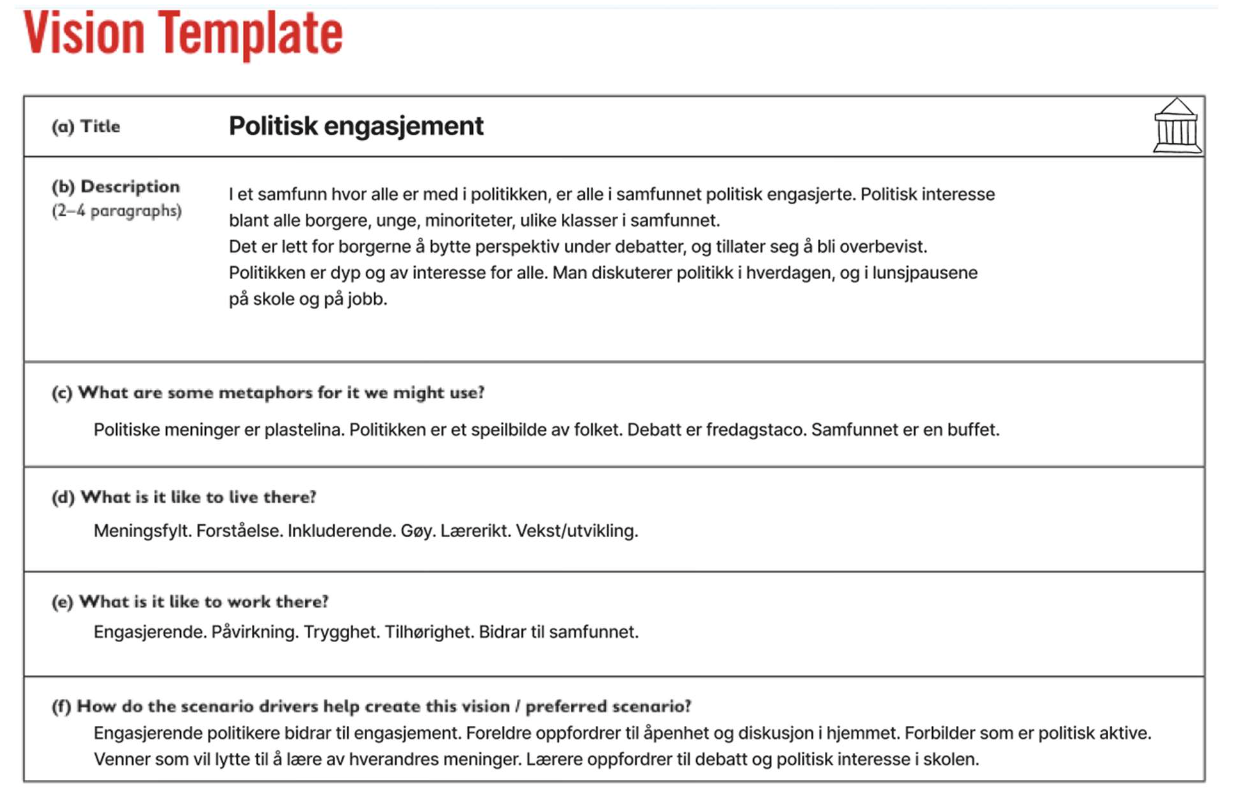 Vision Template
(a) Title
Politisk engasjement
(b) Description
(2–4 paragraphs)
I et samfunn hvor alle er med i politikken, er alle i samfunnet politisk engasjerte. Politisk interesse
blant alle borgere, unge, minoriteter, ulike klasser i samfunnet.
Det er lett for borgerne å bytte perspektiv under debatter, og tillater seg å bli overbevist.
Politikken er dyp og av interesse for alle. Man diskuterer politikk i hverdagen, og i lunsjpausene
på skole og på jobb.
(c) What are some metaphors for it we might use?
Politiske meninger er plastelina. Politikken er et speilbilde av folket. Debatt er fredagstaco. Samfunnet er en buffet.
(d) What is it like to live there?
Meningsfylt. Forståelse. Inkluderende. Gøy. Lærerikt. Vekst/utvikling.
(e) What is it like to work there?
Engasjerende. Påvirkning. Trygghet. Tilhørighet. Bidrar til samfunnet.
(f) How do the scenario drivers help create this vision / preferred scenario?
Engasjerende politikere bidrar til engasjement. Foreldre oppfordrer til åpenhet og diskusjon i hjemmet. Forbilder som er politisk aktive.
Venner som vil lytte til å lære av hverandres meninger. Lærere oppfordrer til debatt og politisk interesse i skolen.